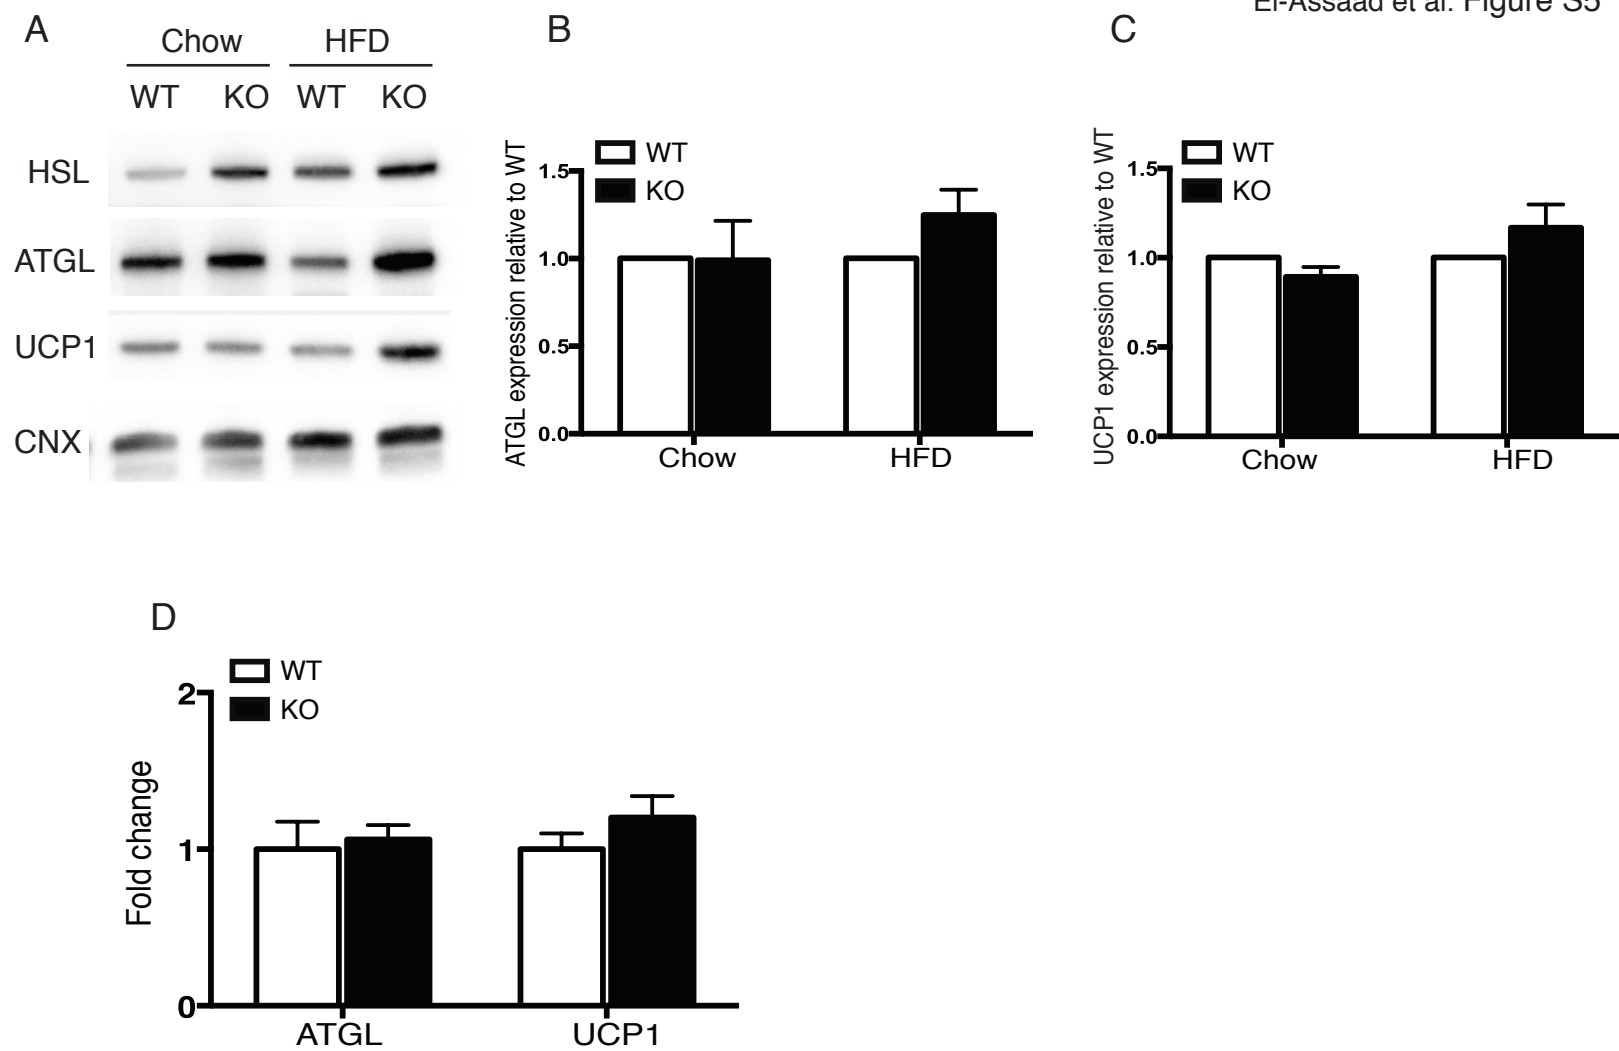 El-Assaad et al. Figure S5
A
Chow HFD
WT KO WT KO
HSL
ATGL
UCP1
CNX
B
ATGL expression relative to WT
WT
KO
1.5
1.0
0.5
0.0
Chow HFD
C
UCP1 expression relative to WT
WT
KO
1.5
1.0
0.5
0.0
Chow HFD
D
Fold change
WT
KO
2
1
0
ATGL UCP1